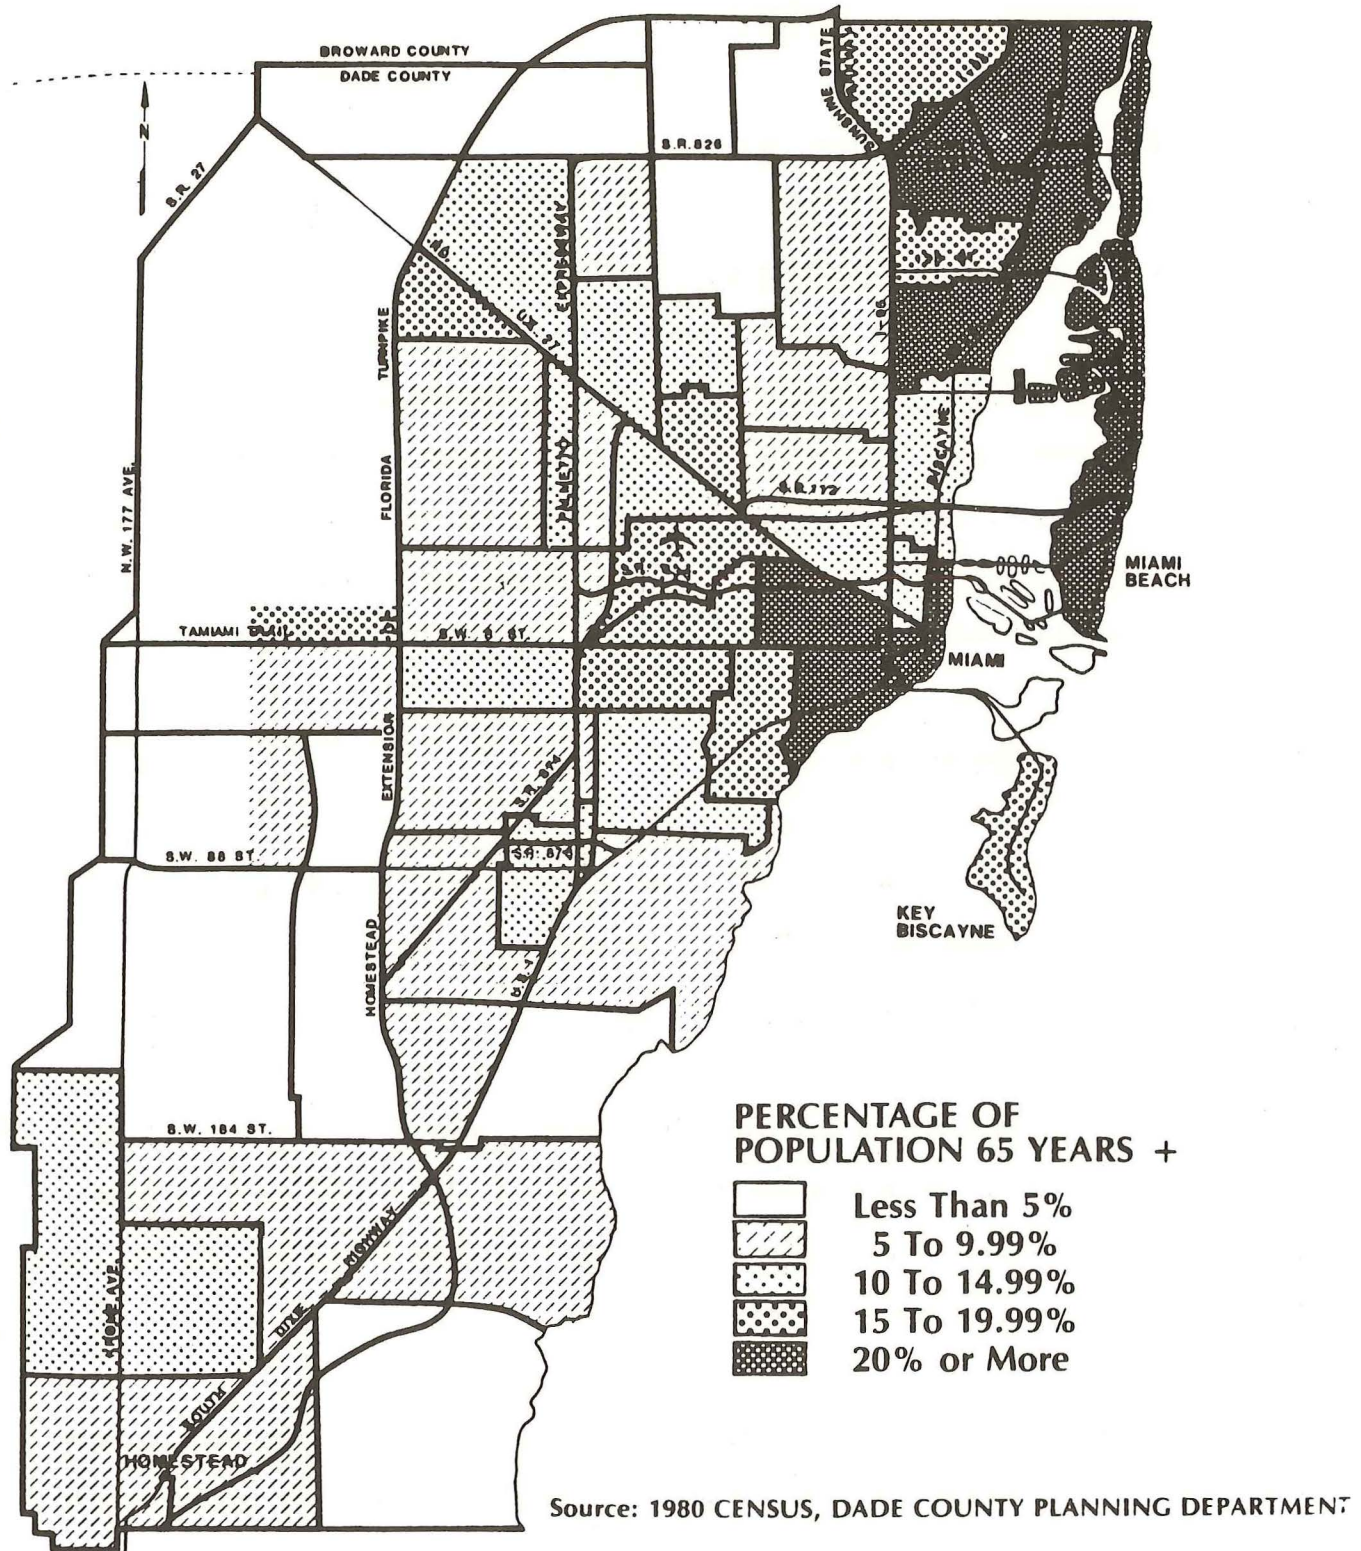 BROWARD COUNTY
DADE COUNTY
N
S.R. 27
S.R. 826
SUNSHINE STATE
EXPRESSWAY
TURNPIKE
I-95
N.W. 177 AVE.
FLORIDA
PALMETTO
BISCAYNE
S.R. 112
MIAMI
BEACH
TAMIAMI TRAIL
S.W. 8 ST.
MIAMI
EXTENSION
S.R. 874
S.W. 88 ST.
KEY
BISCAYNE
HOMESTEAD
U.S. 1
S.W. 184 ST.
PERCENTAGE OF
POPULATION 65 YEARS +
Less Than 5%
5 To 9.99%
10 To 14.99%
15 To 19.99%
20% or More
HIGHWAY
DIXIE
SOUTH
KROME AVE.
HOMESTEAD
Source: 1980 CENSUS, DADE COUNTY PLANNING DEPARTMENT